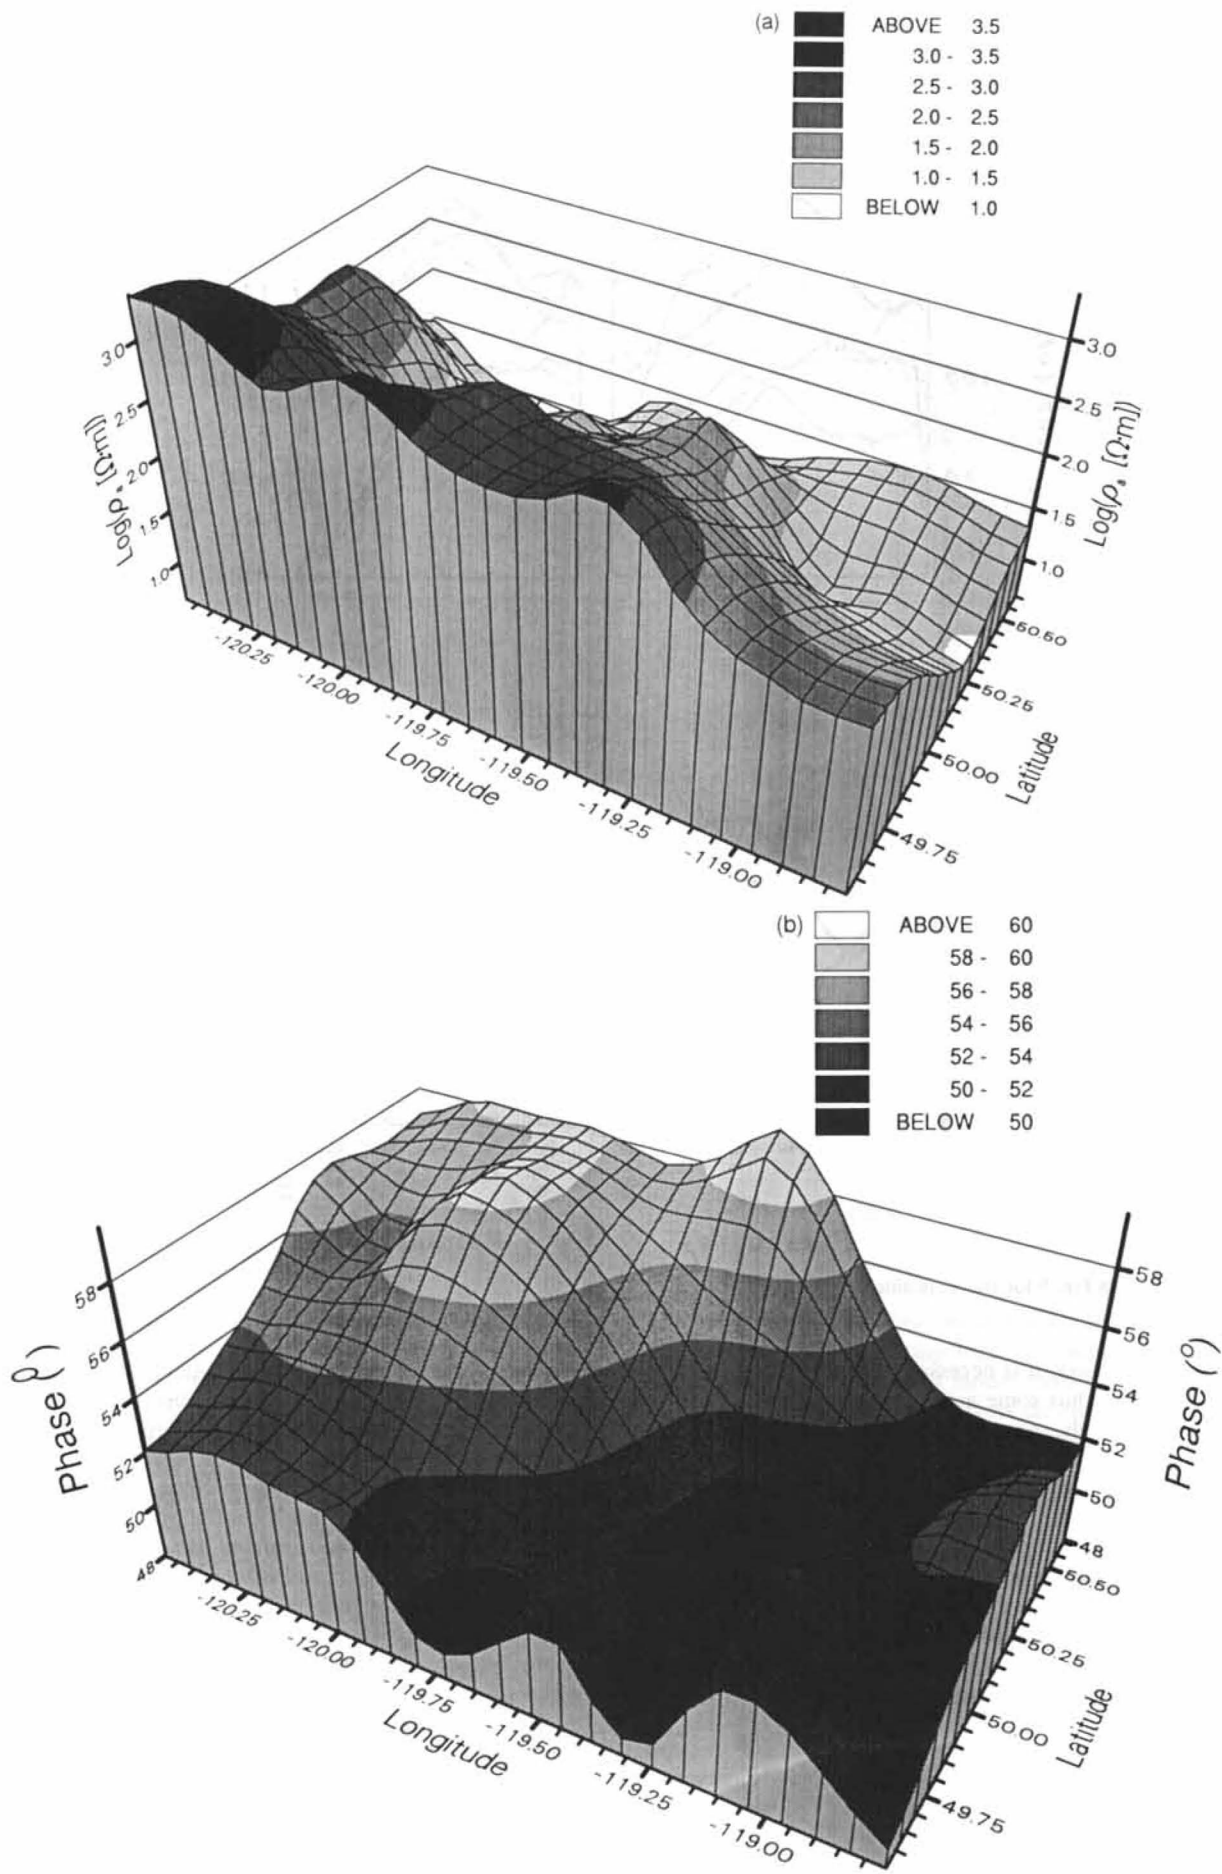 (a) ABOVE 3.5
3.0 - 3.5
2.5 - 3.0
2.0 - 2.5
1.5 - 2.0
1.0 - 1.5
BELOW 1.0
3.0
2.5
2.0
1.5
1.0
Log(ρa [Ω·m])
3.0
2.5
2.0
1.5
1.0
Log(ρa [Ω·m])
-120.25
-120.00
-119.75
-119.50
-119.25
-119.00
Longitude
50.50
50.25
50.00
49.75
Latitude
(b) ABOVE 60
58 - 60
56 - 58
54 - 56
52 - 54
50 - 52
BELOW 50
58
56
54
52
50
48
Phase (°)
58
56
54
52
50
48
Phase (°)
-120.25
-120.00
-119.75
-119.50
-119.25
-119.00
Longitude
50.50
50.25
50.00
49.75
Latitude